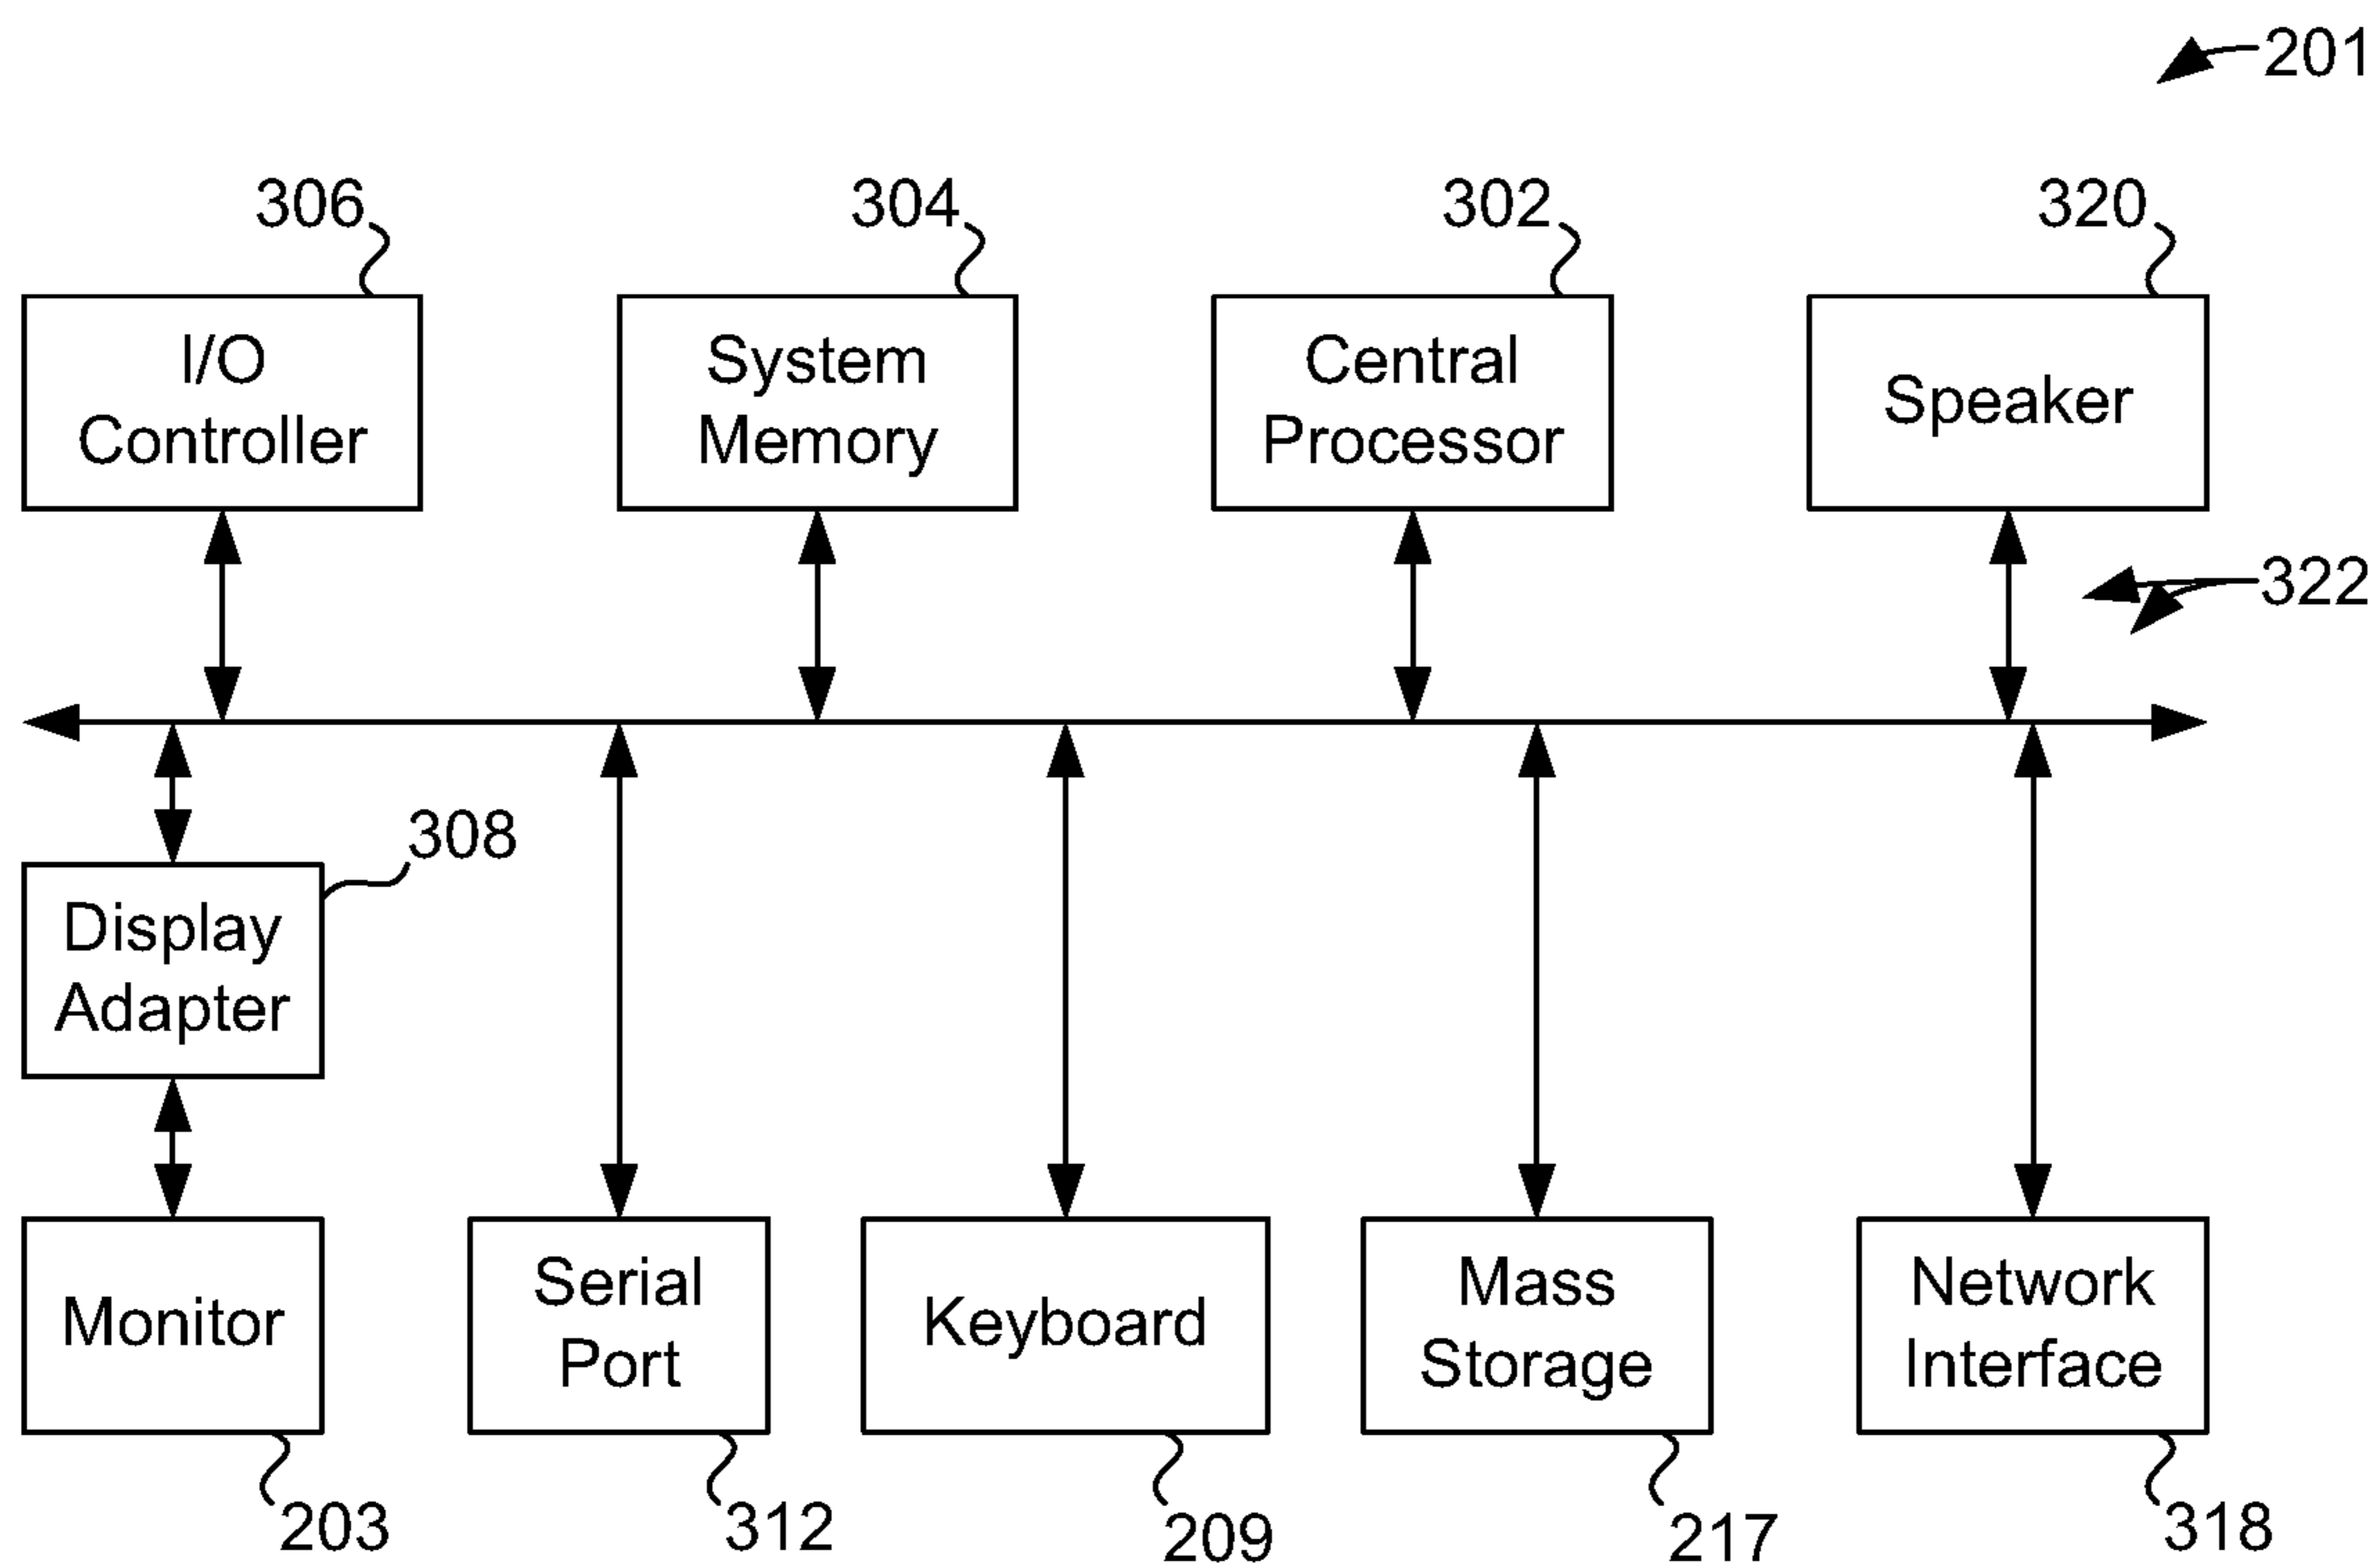 201
306
304
302
320
I/O
Controller
System
Memory
Central
Processor
Speaker
322
308
Display
Adapter
Monitor
Serial
Port
Keyboard
Mass
Storage
Network
Interface
203
312
209
217
318